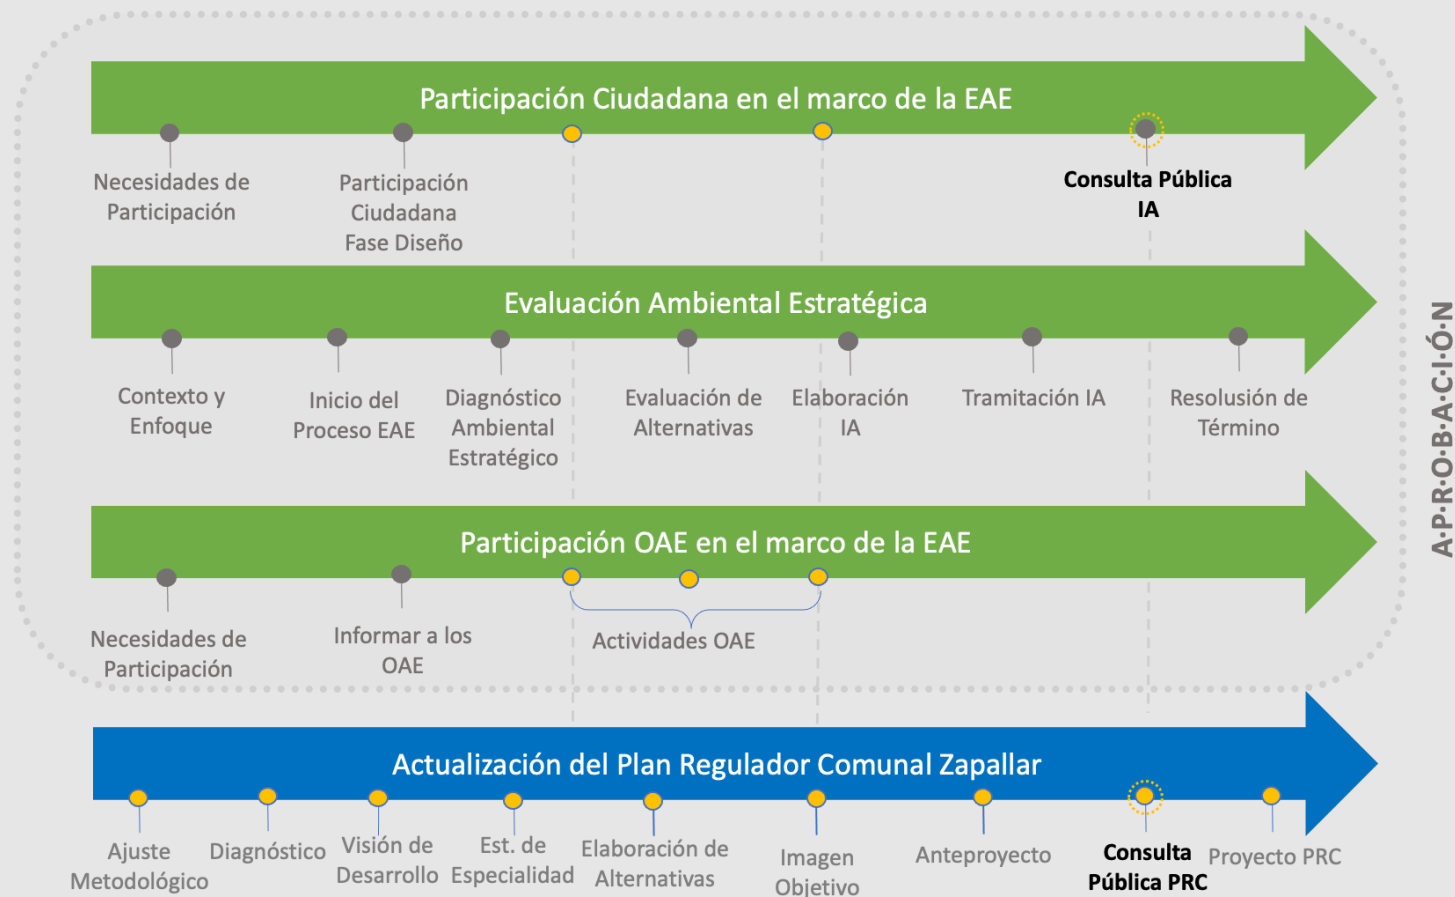 Participación Ciudadana en el marco de la EAE
Necesidades de
Participación
Participación
Ciudadana
Fase Diseño
Consulta Pública
IA
Evaluación Ambiental Estratégica
Contexto y
Enfoque
Inicio del
Proceso EAE
Diagnóstico
Ambiental
Estratégico
Evaluación de
Alternativas
Elaboración
IA
Tramitación IA
Resolusión de
Término
Participación OAE en el marco de la EAE
Necesidades de
Participación
Informar a los
OAE
Actividades OAE
Actualización del Plan Regulador Comunal Zapallar
Ajuste
Metodológico
Diagnóstico
Visión de
Desarrollo
Est. de
Especialidad
Elaboración de
Alternativas
Imagen
Objetivo
Anteproyecto
Consulta
Pública PRC
Proyecto PRC
A·P·R·O·B·A·C·I·Ó·N